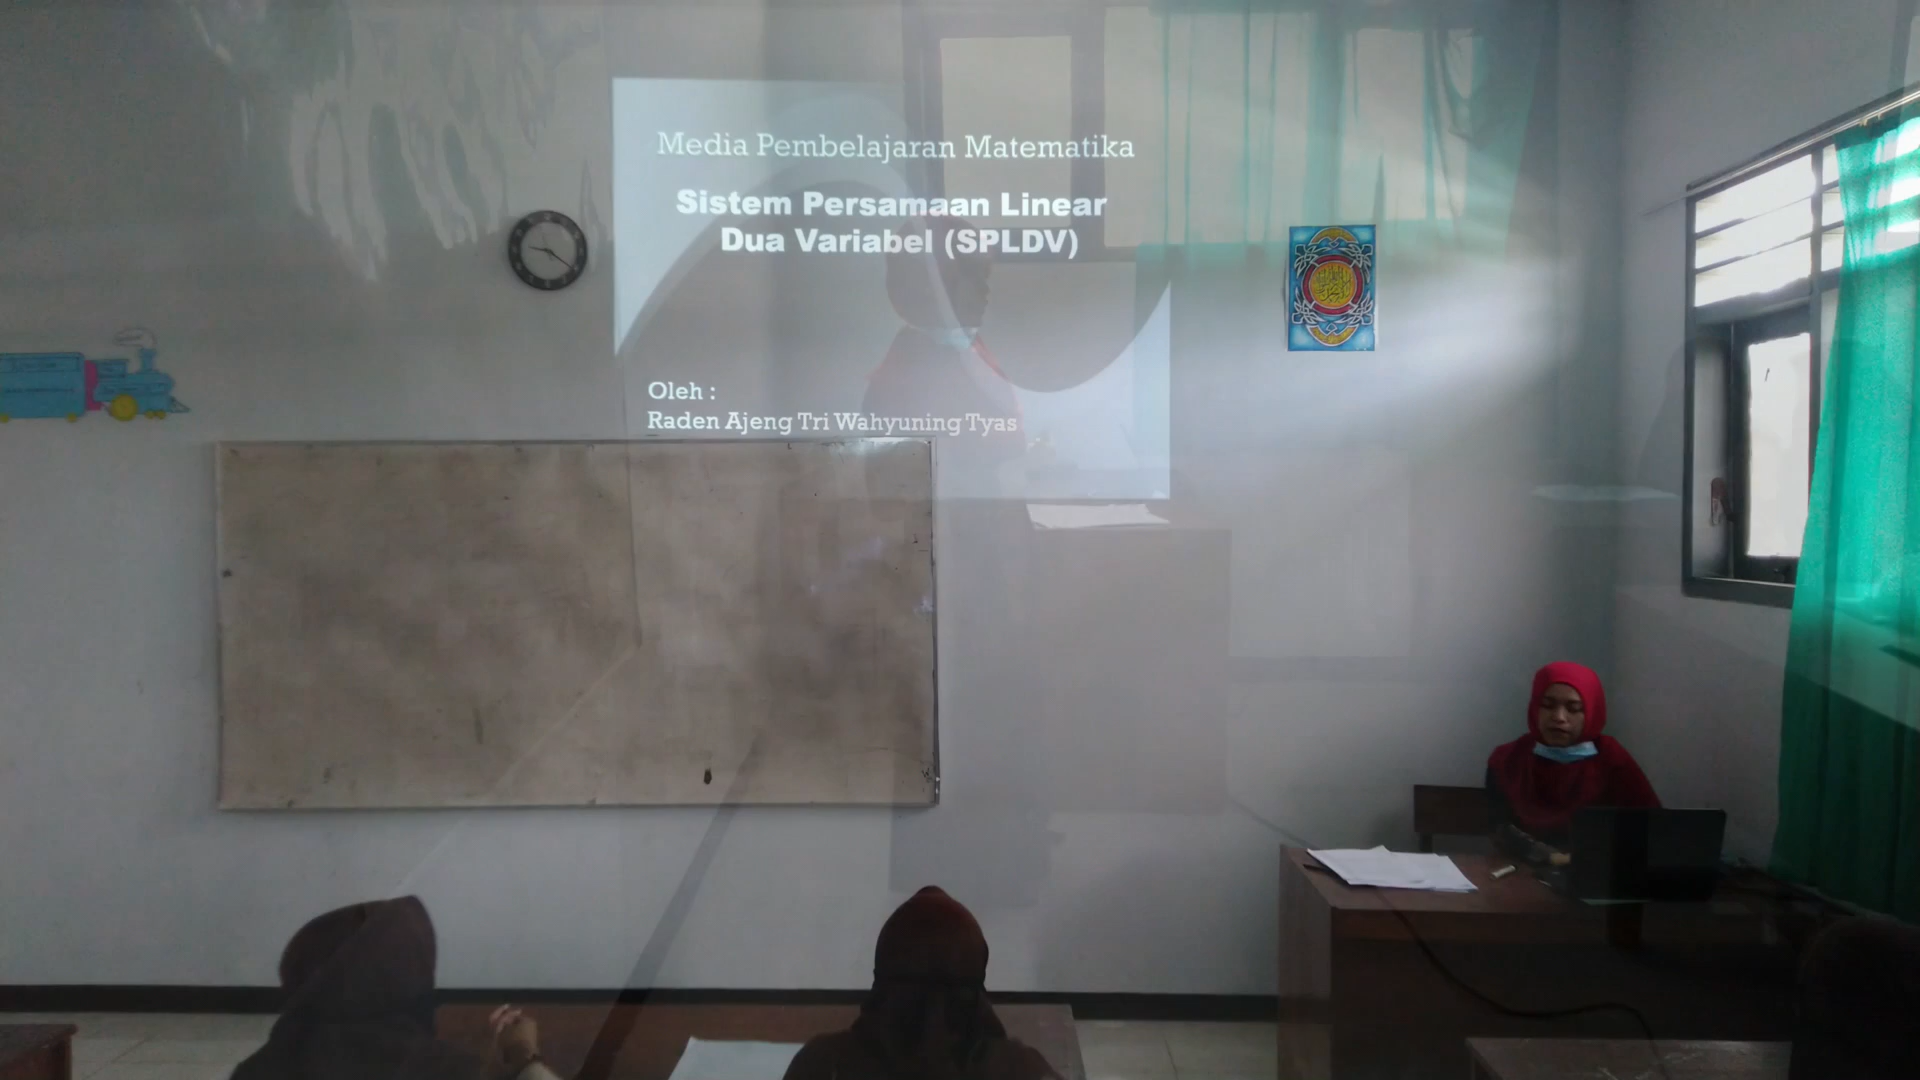 Media Pembelajaran Matematika
Sistem Persamaan Linear
Dua Variabel (SPLDV)
Oleh :
Raden Ajeng Tri Wahyuning Tyas